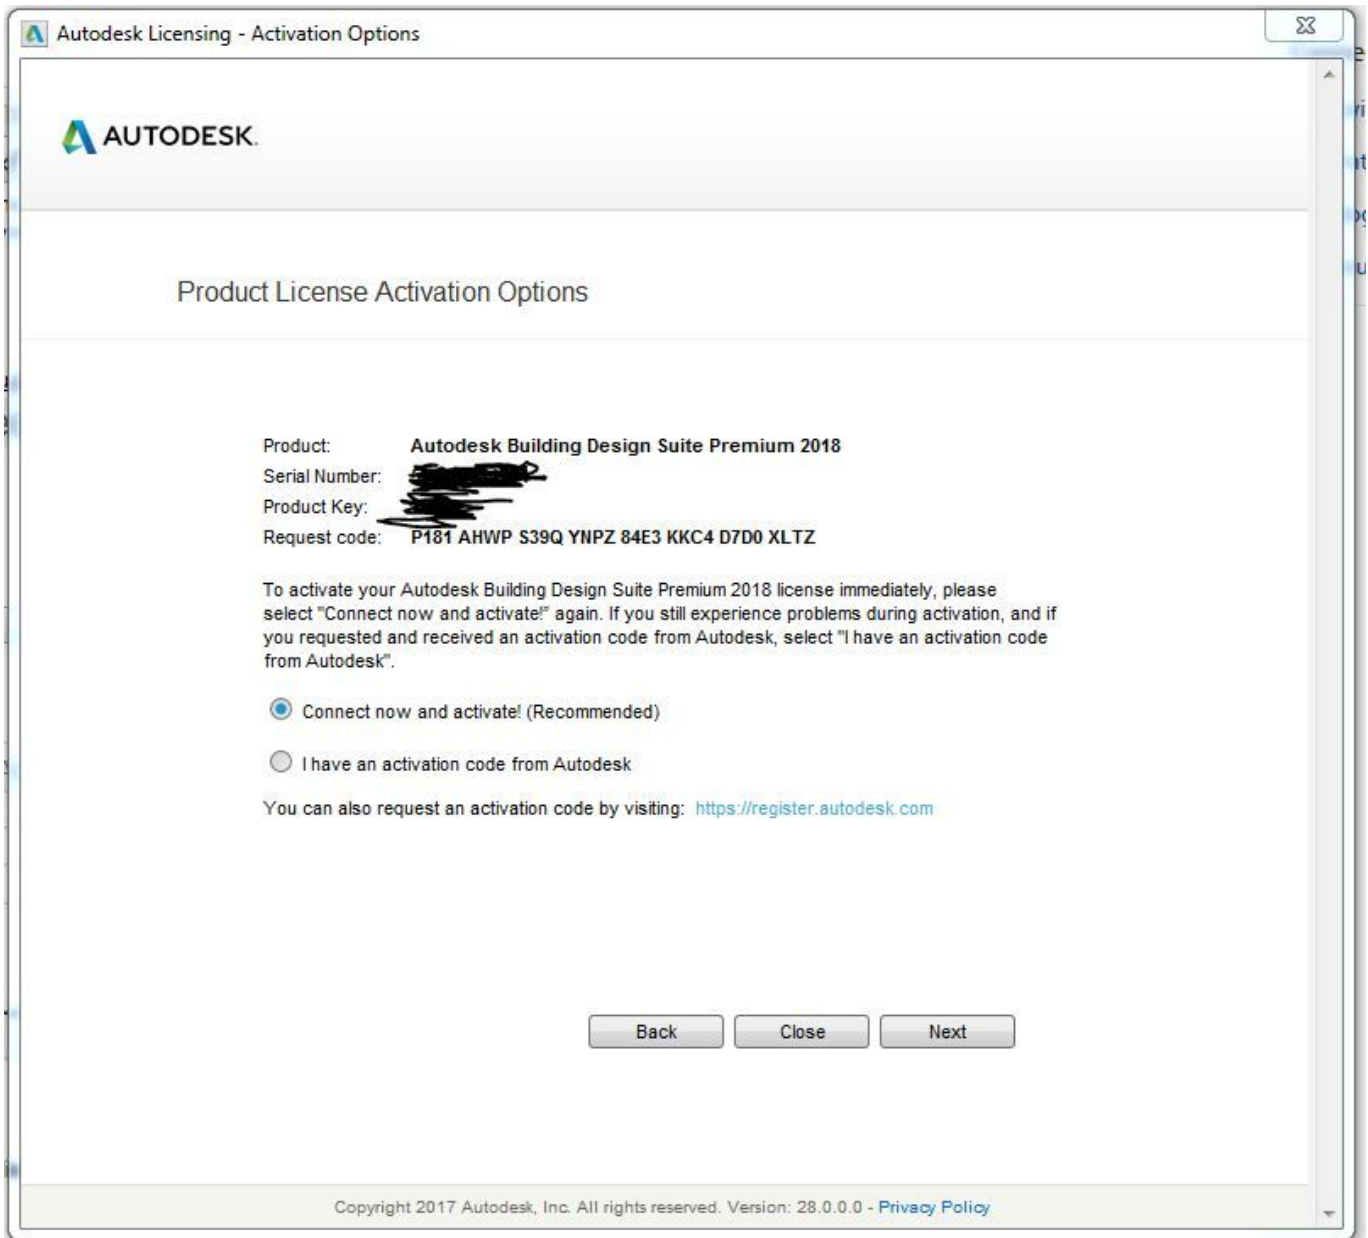 Autodesk Licensing - Activation Options
AUTODESK.
Product License Activation Options
Product: Autodesk Building Design Suite Premium 2018
Serial Number:
Product Key:
Request code: P181 AHWP S39Q YNPZ 84E3 KKC4 D7D0 XLTZ
To activate your Autodesk Building Design Suite Premium 2018 license immediately, please
select "Connect now and activate!" again. If you still experience problems during activation, and if
you requested and received an activation code from Autodesk, select "I have an activation code
from Autodesk".
Connect now and activate! (Recommended)
I have an activation code from Autodesk
You can also request an activation code by visiting: https://register.autodesk.com
Back Close Next
Copyright 2017 Autodesk, Inc. All rights reserved. Version: 28.0.0.0 - Privacy Policy